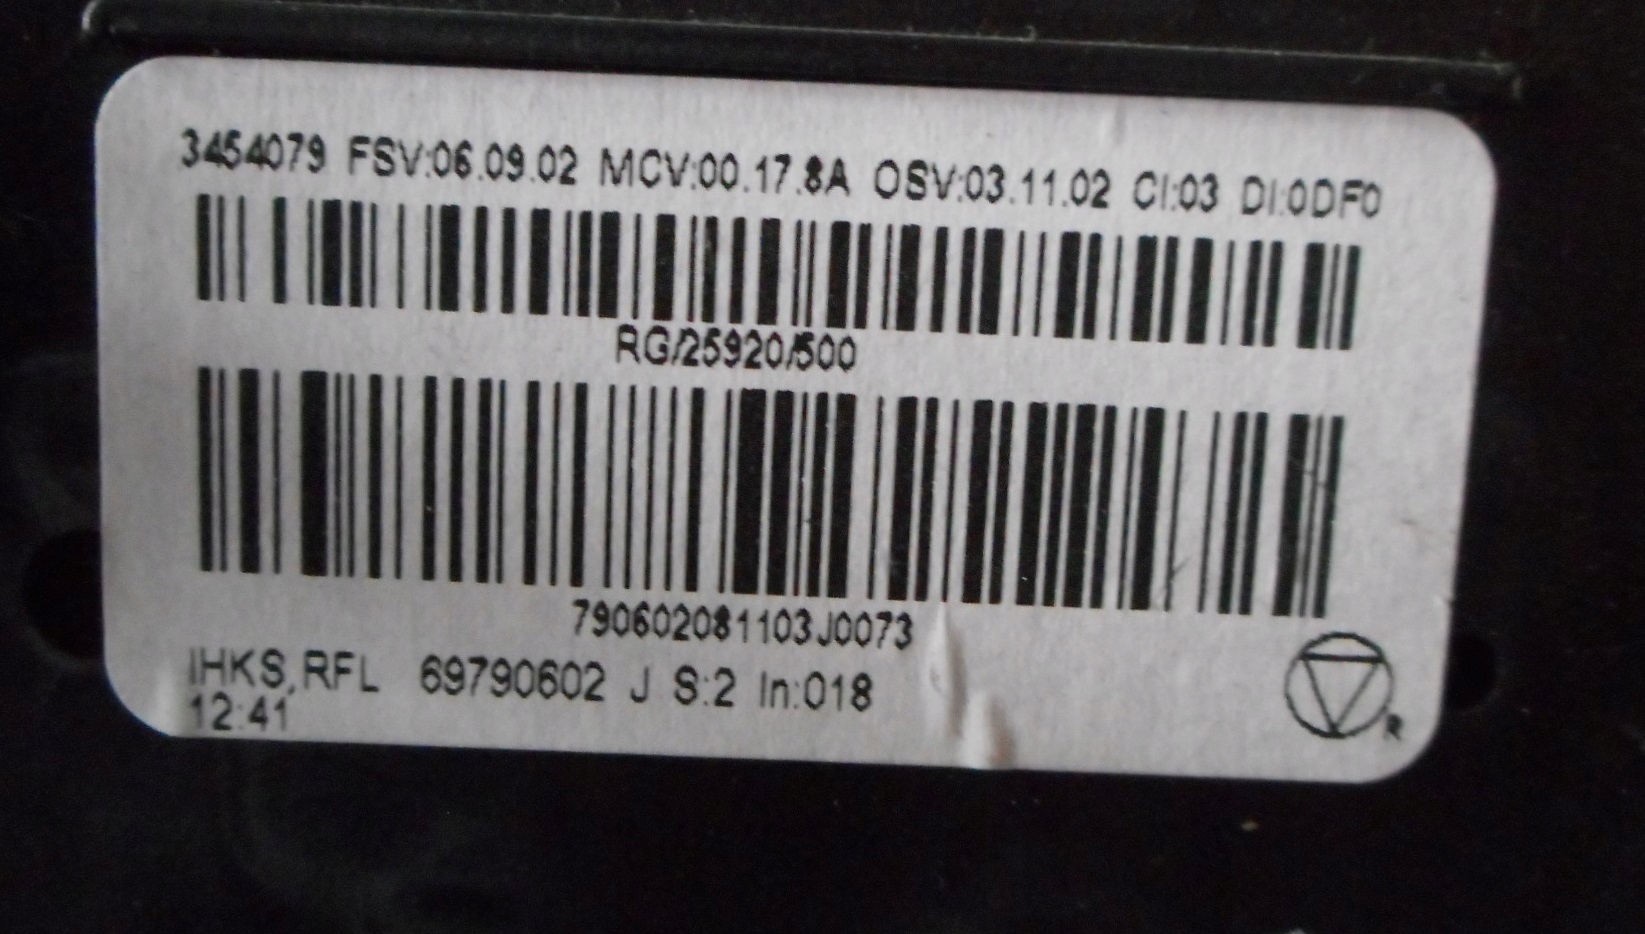 3454079 FSV:06.09.02 MCV:00.17.8A OSV:03.11.02 CI:03 DI:0DF0
RG/25920/500
790602081103J0073
IHKS,RFL 69790602 J S:2 In:018
12:41
R